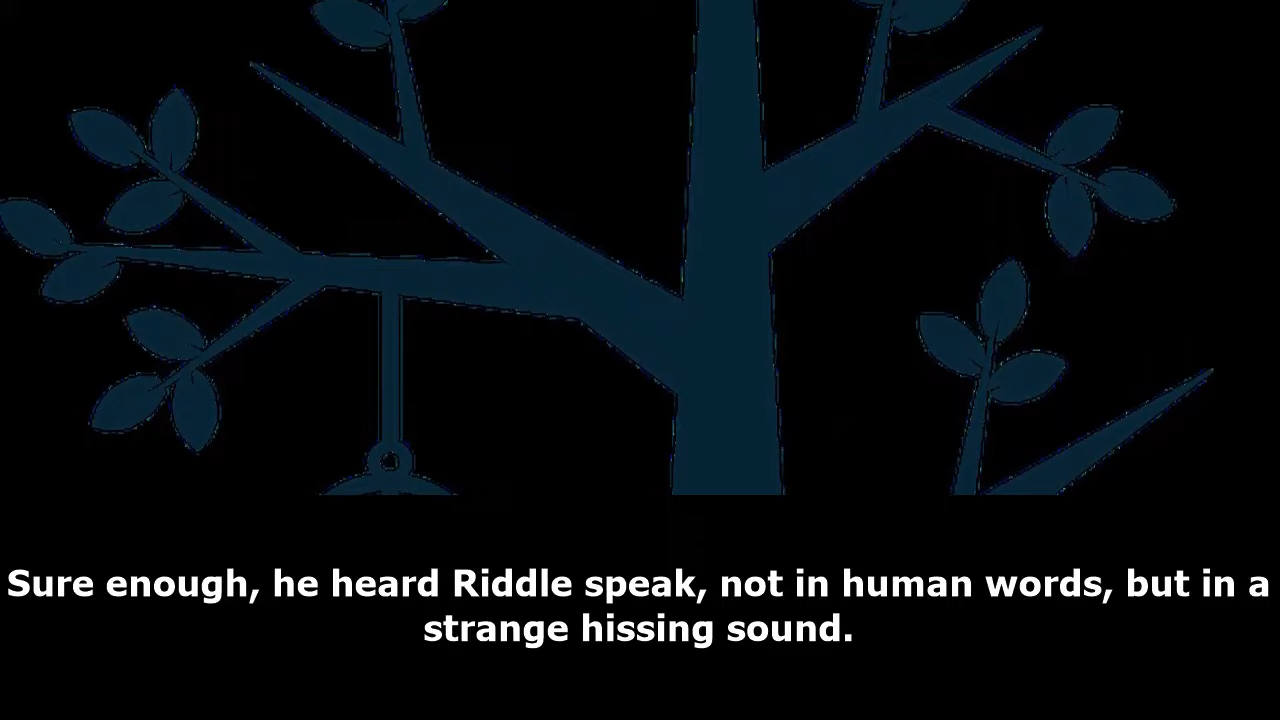 Sure enough, he heard Riddle speak, not in human words, but in a
strange hissing sound.